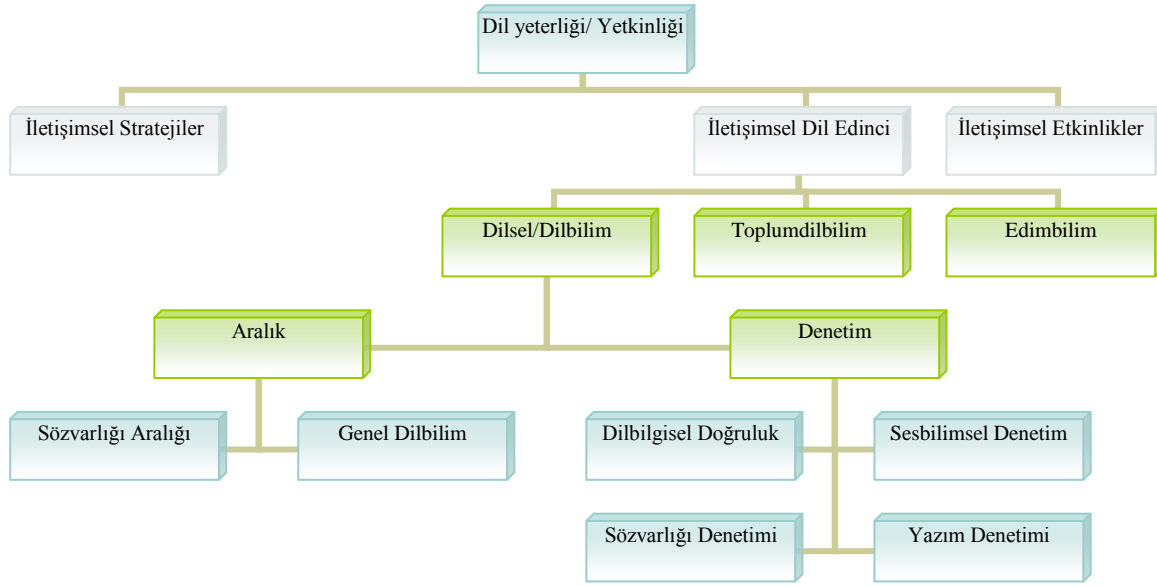 Dil yeterliği/ Yetkinliği
İletişimsel Stratejiler
İletişimsel Dil Edinci
İletişimsel Etkinlikler
Dilsel/Dilbilim
Toplumdilbilim
Edimbilim
Aralık
Denetim
Sözvarlığı Aralığı
Genel Dilbilim
Dilbilgisel Doğruluk
Sesbilimsel Denetim
Sözvarlığı Denetimi
Yazım Denetimi